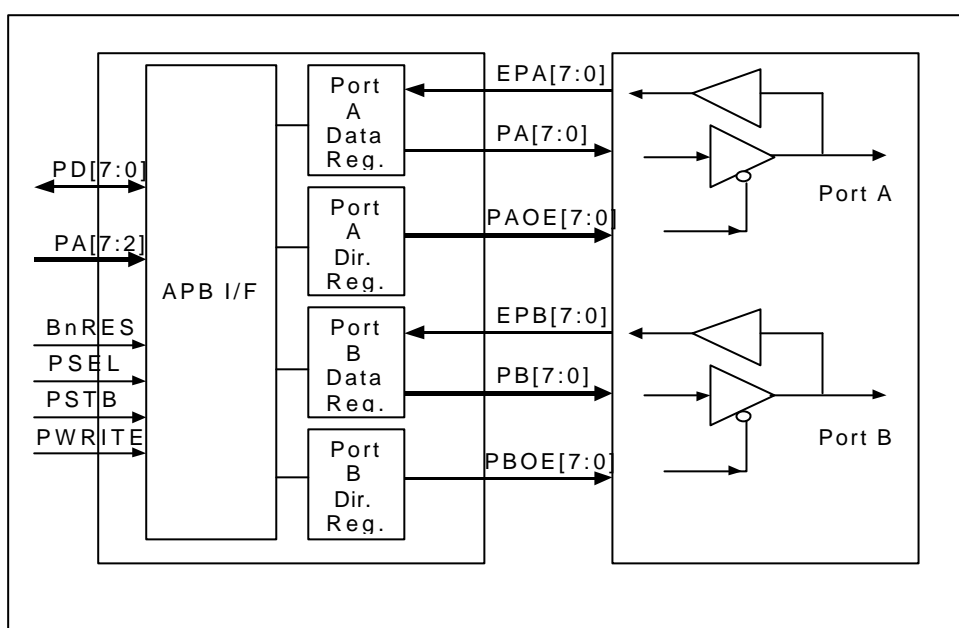 PD[7:0]
PA[7:2]
BnRES
PSEL
PSTB
PWRITE
APB I/F
Port
A
Data
Reg.
Port
A
Dir.
Reg.
Port
B
Data
Reg.
Port
B
Dir.
Reg.
EPA[7:0]
PA[7:0]
PAOE[7:0]
EPB[7:0]
PB[7:0]
PBOE[7:0]
Port A
Port B